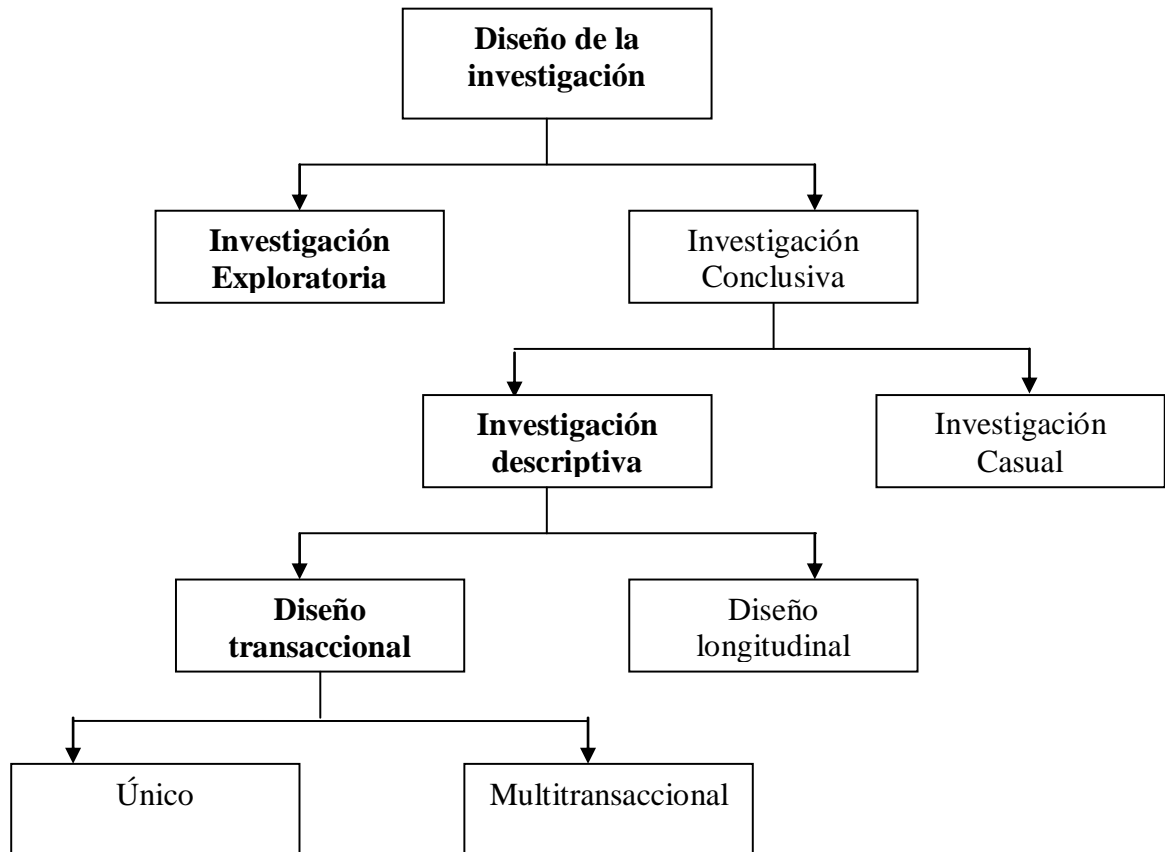 Diseño de la
investigación
Investigación
Exploratoria
Investigación
Conclusiva
Investigación
descriptiva
Investigación
Casual
Diseño
transaccional
Diseño
longitudinal
Único
Multitransaccional